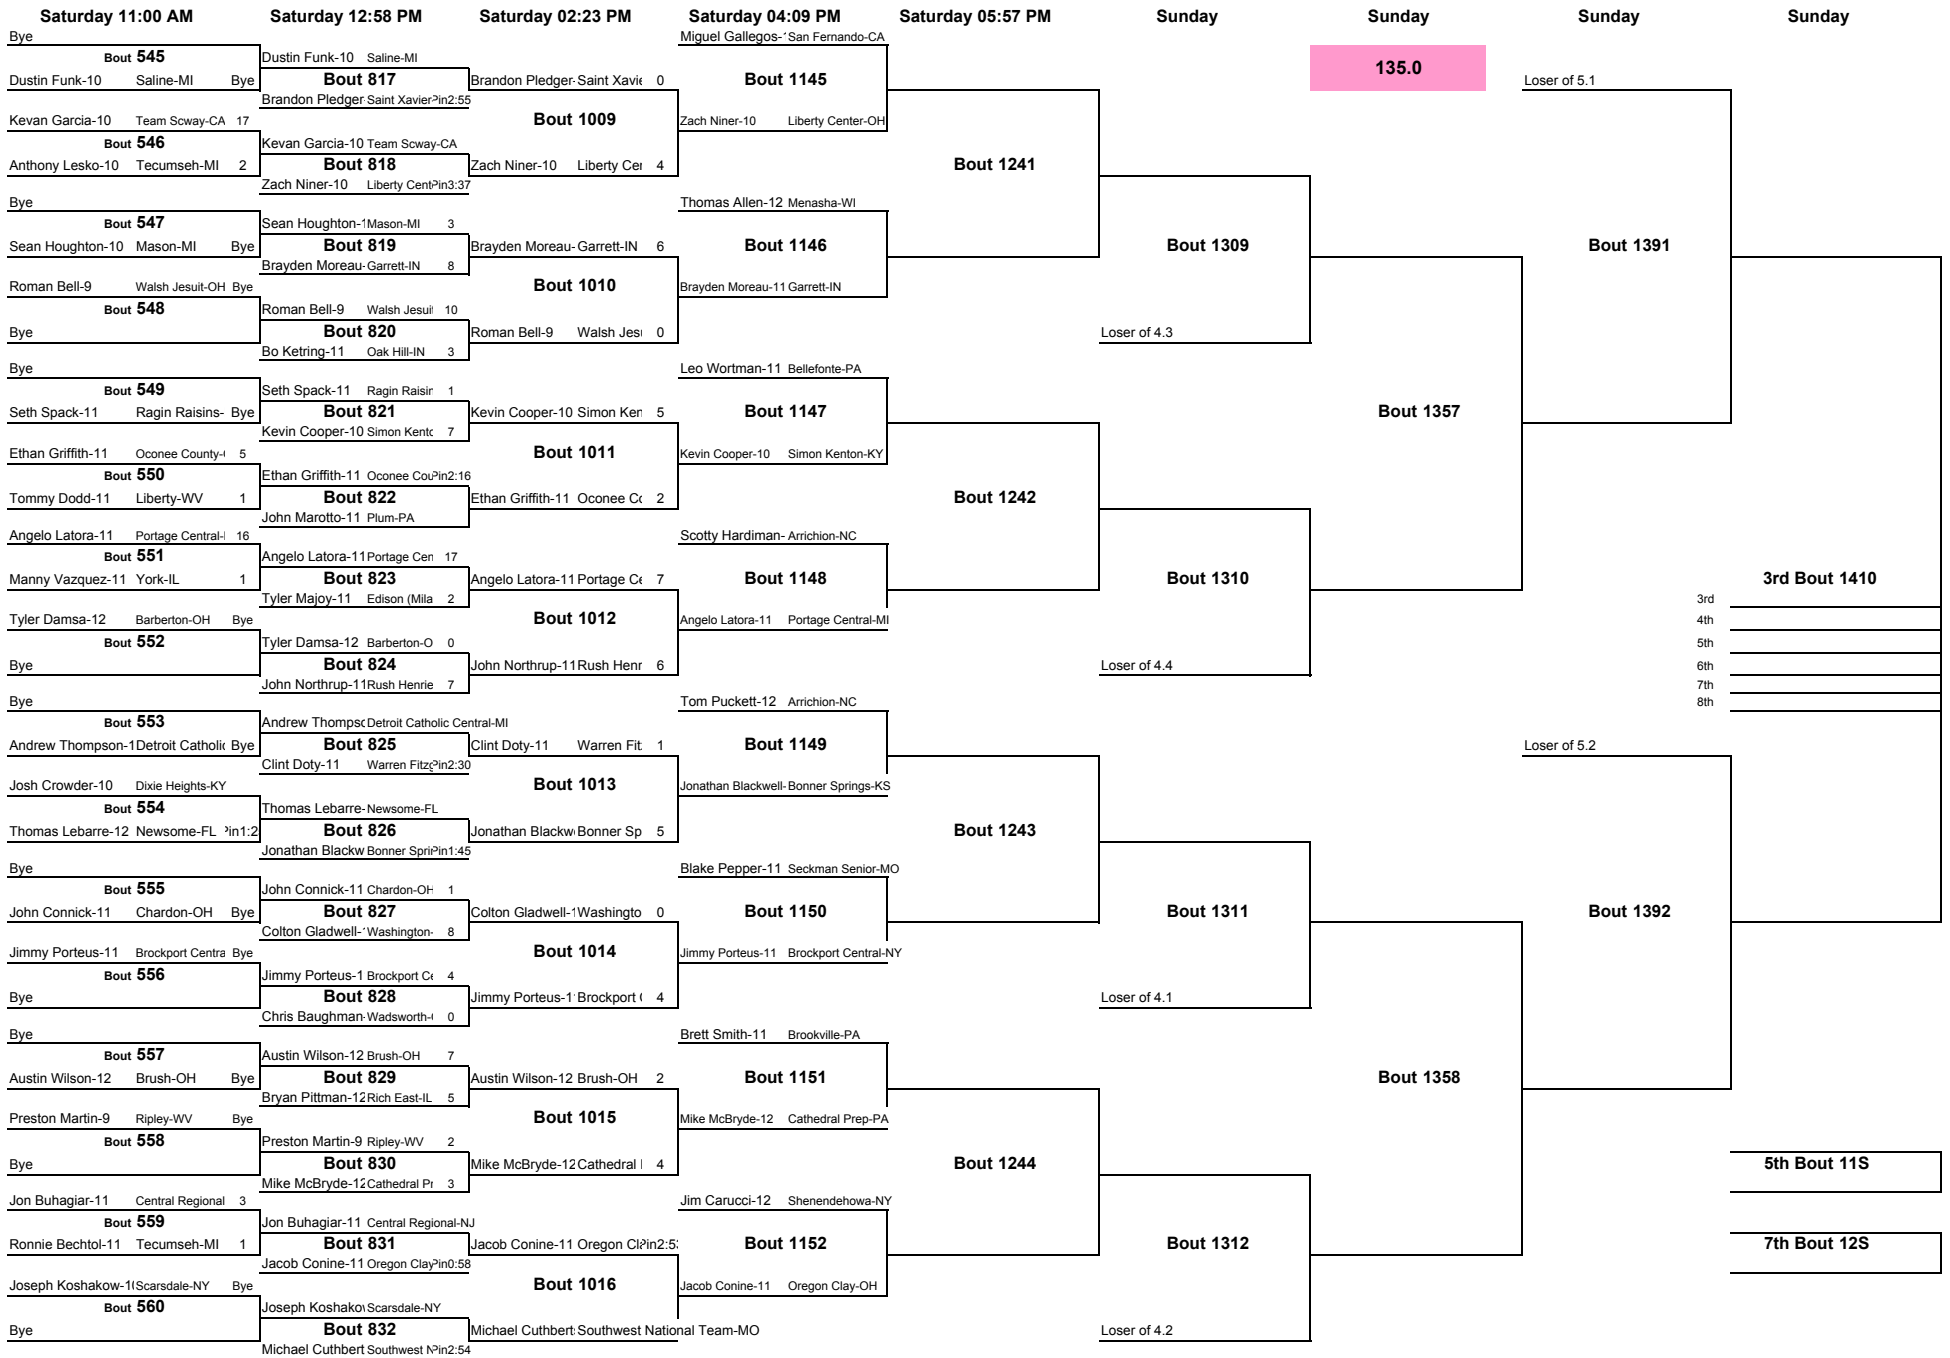 Saturday 11:00 AM Saturday 12:58 PM Saturday 02:23 PM Saturday 04:09 PM Saturday 05:57 PM Sunday Sunday Sunday Sunday
135.0
Bye
Bout 545
Dustin Funk-10 Saline-MI Bye
Kevan Garcia-10 Team Scway-CA 17
Bout 546
Anthony Lesko-10 Tecumseh-MI 2
Bye
Bout 547
Sean Houghton-10 Mason-MI Bye
Roman Bell-9 Walsh Jesuit-OH Bye
Bout 548
Bye
Bye
Bout 549
Seth Spack-11 Ragin Raisins- Bye
Ethan Griffith-11 Oconee County- 5
Bout 550
Tommy Dodd-11 Liberty-WV 1
Angelo Latora-11 Portage Central- 16
Bout 551
Manny Vazquez-11 York-IL 1
Tyler Damsa-12 Barberton-OH Bye
Bout 552
Bye
Bye
Bout 553
Andrew Thompson-1 Detroit Catholic Bye
Josh Crowder-10 Dixie Heights-KY
Bout 554
Thomas Lebarre-12 Newsome-FL Pin1:2
Bye
Bout 555
John Connick-11 Chardon-OH Bye
Jimmy Porteus-11 Brockport Centra Bye
Bout 556
Bye
Bye
Bout 557
Austin Wilson-12 Brush-OH Bye
Preston Martin-9 Ripley-WV Bye
Bout 558
Bye
Jon Buhagiar-11 Central Regional 3
Bout 559
Ronnie Bechtol-11 Tecumseh-MI 1
Joseph Koshakow-1 Scarsdale-NY Bye
Bout 560
Bye
Dustin Funk-10 Saline-MI
Bout 817
Brandon Pledger Saint Xavier Pin2:55
Kevan Garcia-10 Team Scway-CA
Bout 818
Zach Niner-10 Liberty Cent Pin3:37
Sean Houghton-1 Mason-MI 3
Bout 819
Brayden Moreau- Garrett-IN 8
Roman Bell-9 Walsh Jesuit 10
Bout 820
Bo Ketring-11 Oak Hill-IN 3
Seth Spack-11 Ragin Raisin 1
Bout 821
Kevin Cooper-10 Simon Kento 7
Ethan Griffith-11 Oconee Cou Pin2:16
Bout 822
John Marotto-11 Plum-PA
Angelo Latora-11 Portage Cen 17
Bout 823
Tyler Majoy-11 Edison (Mila 2
Tyler Damsa-12 Barberton-O 0
Bout 824
John Northrup-11 Rush Henrie 7
Andrew Thompso Detroit Catholic Central-MI
Bout 825
Clint Doty-11 Warren Fitzg Pin2:30
Thomas Lebarre- Newsome-FL
Bout 826
Jonathan Blackw Bonner Spri Pin1:45
John Connick-11 Chardon-OH 1
Bout 827
Colton Gladwell-1 Washington- 8
Jimmy Porteus-1 Brockport Ce 4
Bout 828
Chris Baughman- Wadsworth- 0
Austin Wilson-12 Brush-OH 7
Bout 829
Bryan Pittman-12 Rich East-IL 5
Preston Martin-9 Ripley-WV 2
Bout 830
Mike McBryde-12 Cathedral Pr 3
Jon Buhagiar-11 Central Regional-NJ
Bout 831
Jacob Conine-11 Oregon Clay Pin0:58
Joseph Koshakow Scarsdale-NY
Bout 832
Michael Cuthbert Southwest N Pin2:54
Brandon Pledger- Saint Xavie 0
Bout 1009
Zach Niner-10 Liberty Cen 4
Brayden Moreau- Garrett-IN 6
Bout 1010
Roman Bell-9 Walsh Jesu 0
Kevin Cooper-10 Simon Ken 5
Bout 1011
Ethan Griffith-11 Oconee Co 2
Angelo Latora-11 Portage Ce 7
Bout 1012
John Northrup-11 Rush Henr 6
Clint Doty-11 Warren Fit 1
Bout 1013
Jonathan Blackw Bonner Sp 5
Colton Gladwell-1 Washingto 0
Bout 1014
Jimmy Porteus-1 Brockport 4
Austin Wilson-12 Brush-OH 2
Bout 1015
Mike McBryde-12 Cathedral 4
Jacob Conine-11 Oregon Cl Pin2:5
Bout 1016
Michael Cuthbert Southwest National Team-MO
Miguel Gallegos- San Fernando-CA
Bout 1145
Zach Niner-10 Liberty Center-OH
Thomas Allen-12 Menasha-WI
Bout 1146
Brayden Moreau-11 Garrett-IN
Leo Wortman-11 Bellefonte-PA
Bout 1147
Kevin Cooper-10 Simon Kenton-KY
Scotty Hardiman- Arrichion-NC
Bout 1148
Angelo Latora-11 Portage Central-MI
Tom Puckett-12 Arrichion-NC
Bout 1149
Jonathan Blackwell- Bonner Springs-KS
Blake Pepper-11 Seckman Senior-MO
Bout 1150
Jimmy Porteus-11 Brockport Central-NY
Brett Smith-11 Brookville-PA
Bout 1151
Mike McBryde-12 Cathedral Prep-PA
Jim Carucci-12 Shenendehowa-NY
Bout 1152
Jacob Conine-11 Oregon Clay-OH
Bout 1241
Bout 1242
Bout 1243
Bout 1244
Bout 1309
Loser of 4.3
Bout 1310
Loser of 4.4
Bout 1311
Loser of 4.1
Bout 1312
Loser of 4.2
Bout 1357
Bout 1358
Loser of 5.1
Bout 1391
Loser of 5.2
Bout 1392
3rd Bout 1410
3rd
4th
5th
6th
7th
8th
5th Bout 11S
7th Bout 12S